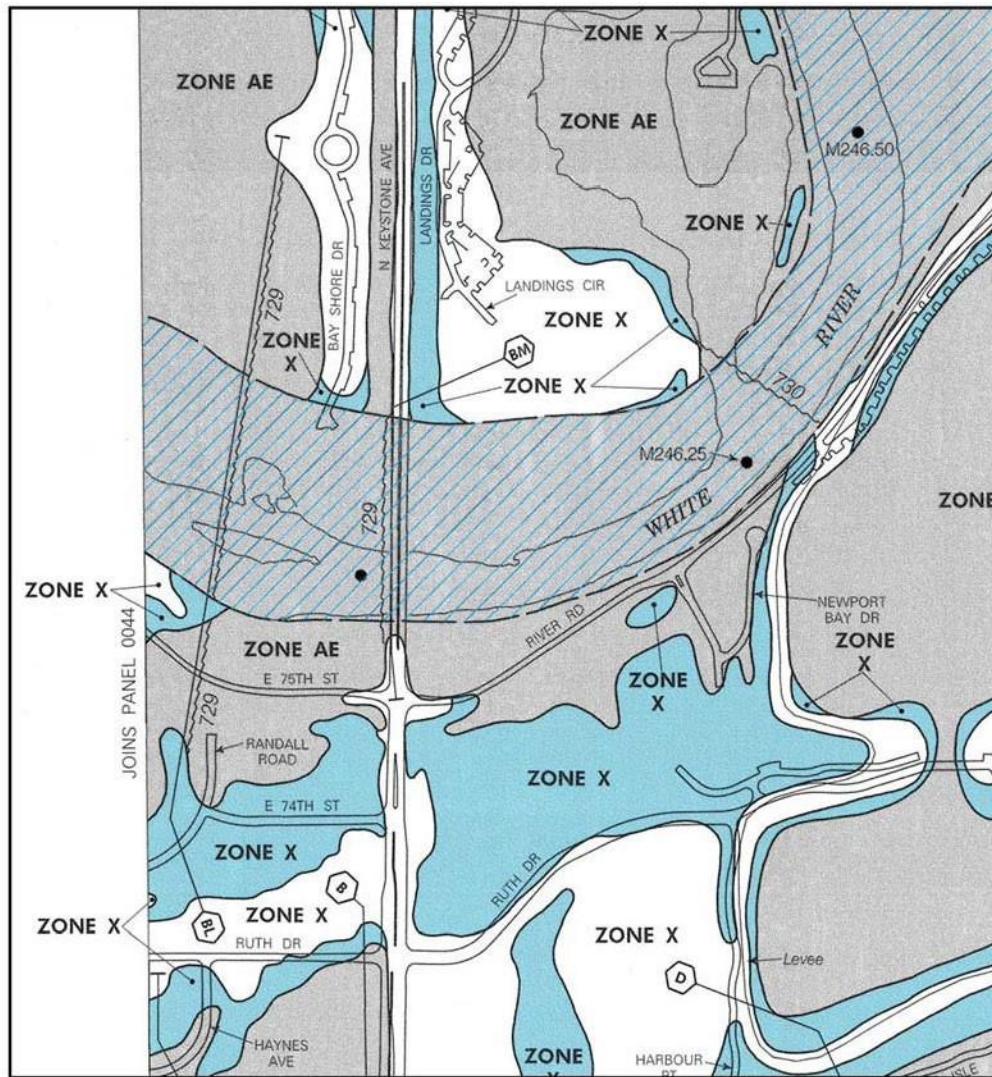 ZONE X
ZONE AE
ZONE AE
M246.50
N KEYSTONE AVE
LANDINGS DR
ZONE X
BAY SHORE DR
729
LANDINGS CIR
RIVER
ZONE X
ZONE
X
BM
ZONE X
730
M246.25
WHITE
ZONE
729
ZONE X
NEWPORT
BAY DR
RIVER RD
ZONE AE
ZONE
X
E 75TH ST
ZONE
X
JOINS PANEL 0044
729
RANDALL
ROAD
ZONE X
E 74TH ST
ZONE X
RUTH DR
B
ZONE X
ZONE X
BL
ZONE X
RUTH DR
Levee
D
HAYNES
AVE
ZONE
X
HARBOUR
PT
ISLE